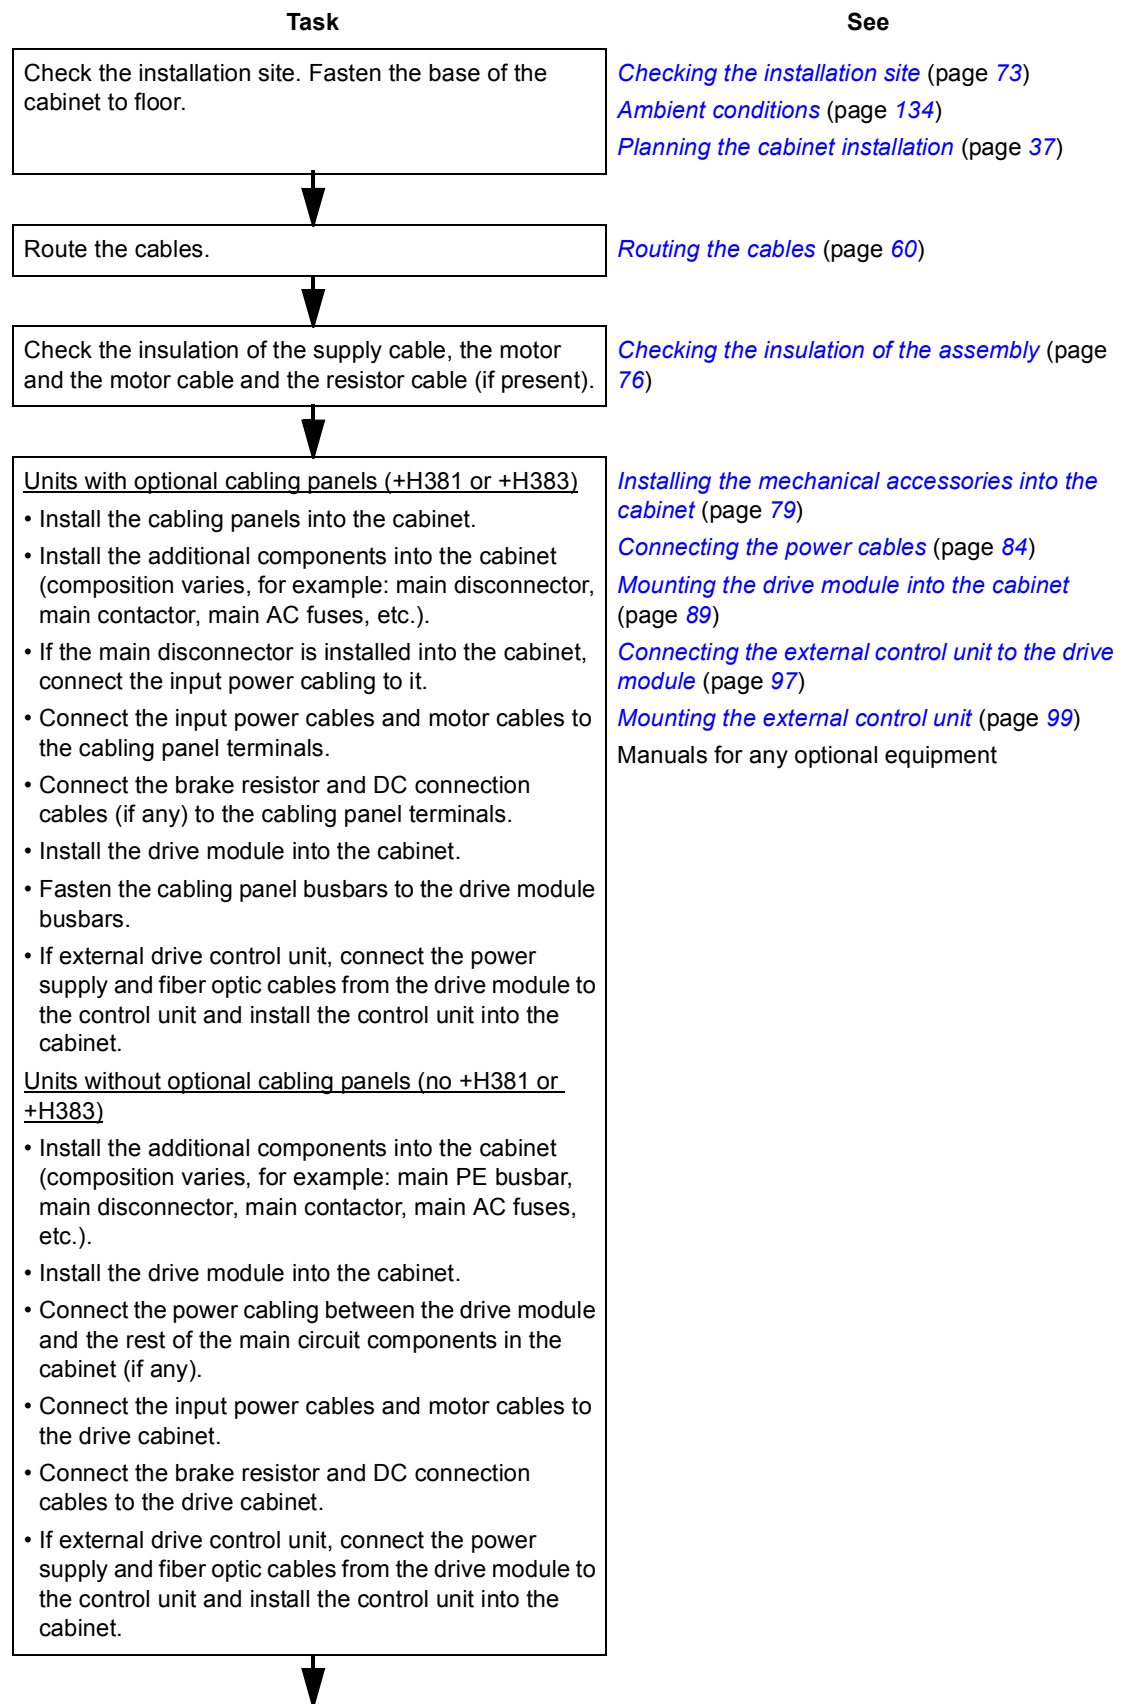 Task
See
Check the installation site. Fasten the base of the
cabinet to floor.
Checking the installation site (page 73)
Ambient conditions (page 134)
Planning the cabinet installation (page 37)
Route the cables.
Routing the cables (page 60)
Check the insulation of the supply cable, the motor
and the motor cable and the resistor cable (if present).
Checking the insulation of the assembly (page
76)
Units with optional cabling panels (+H381 or +H383)
• Install the cabling panels into the cabinet.
• Install the additional components into the cabinet
(composition varies, for example: main disconnector,
main contactor, main AC fuses, etc.).
• If the main disconnector is installed into the cabinet,
connect the input power cabling to it.
• Connect the input power cables and motor cables to
the cabling panel terminals.
• Connect the brake resistor and DC connection
cables (if any) to the cabling panel terminals.
• Install the drive module into the cabinet.
• Fasten the cabling panel busbars to the drive module
busbars.
• If external drive control unit, connect the power
supply and fiber optic cables from the drive module to
the control unit and install the control unit into the
cabinet.
Units without optional cabling panels (no +H381 or
+H383)
• Install the additional components into the cabinet
(composition varies, for example: main PE busbar,
main disconnector, main contactor, main AC fuses,
etc.).
• Install the drive module into the cabinet.
• Connect the power cabling between the drive module
and the rest of the main circuit components in the
cabinet (if any).
• Connect the input power cables and motor cables to
the drive cabinet.
• Connect the brake resistor and DC connection
cables to the drive cabinet.
• If external drive control unit, connect the power
supply and fiber optic cables from the drive module to
the control unit and install the control unit into the
cabinet.
Installing the mechanical accessories into the
cabinet (page 79)
Connecting the power cables (page 84)
Mounting the drive module into the cabinet
(page 89)
Connecting the external control unit to the drive
module (page 97)
Mounting the external control unit (page 99)
Manuals for any optional equipment